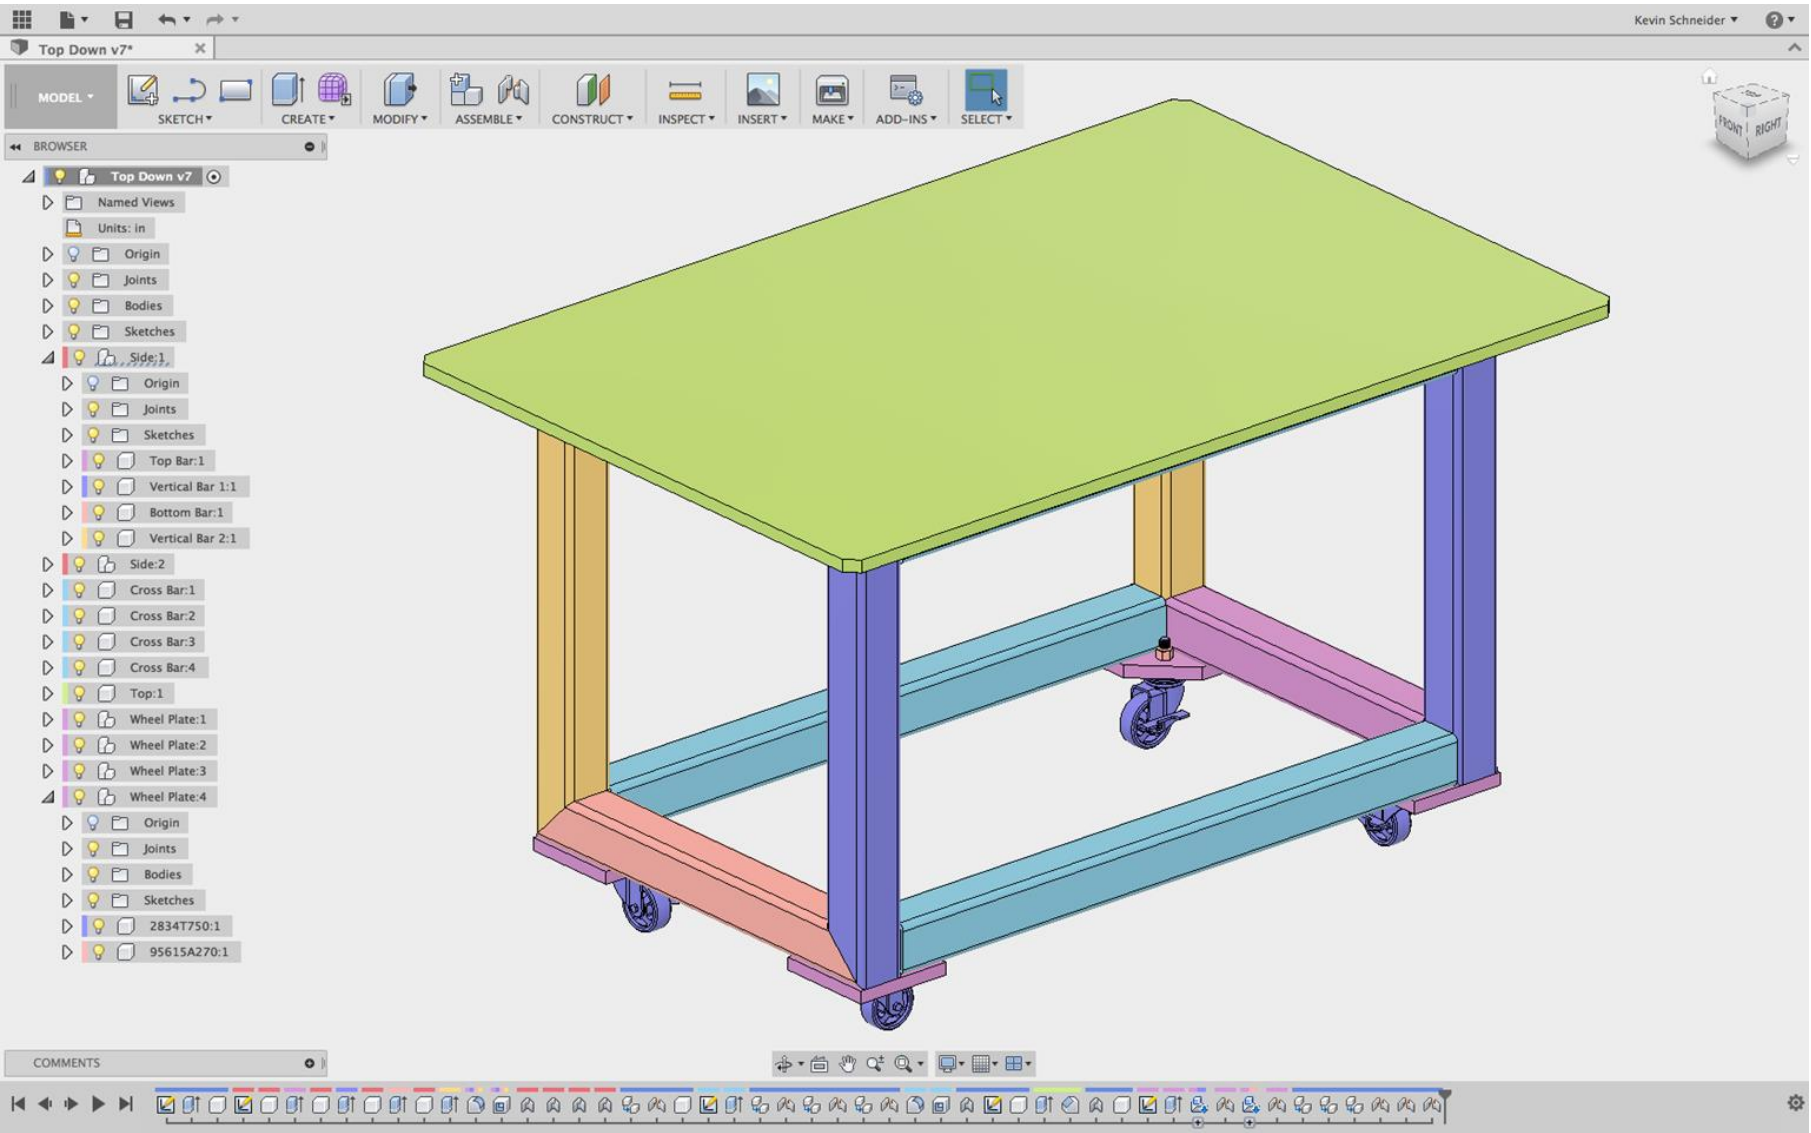 Kevin Schneider
Top Down v7*
MODEL
SKETCH
CREATE
MODIFY
ASSEMBLE
CONSTRUCT
INSPECT
INSERT
MAKE
ADD-INS
SELECT
FRONT
RIGHT
BROWSER
Top Down v7
Named Views
Units: in
Origin
Joints
Bodies
Sketches
Side:1
Origin
Joints
Sketches
Top Bar:1
Vertical Bar 1:1
Bottom Bar:1
Vertical Bar 2:1
Side:2
Cross Bar:1
Cross Bar:2
Cross Bar:3
Cross Bar:4
Top:1
Wheel Plate:1
Wheel Plate:2
Wheel Plate:3
Wheel Plate:4
Origin
Joints
Bodies
Sketches
2834T750:1
95615A270:1
COMMENTS